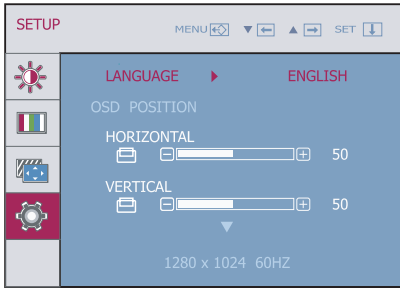 SETUP
MENU ▼ ▲ SET
LANGUAGE ▶ ENGLISH
OSD POSITION
HORIZONTAL
50
VERTICAL
50
1280 x 1024 60HZ